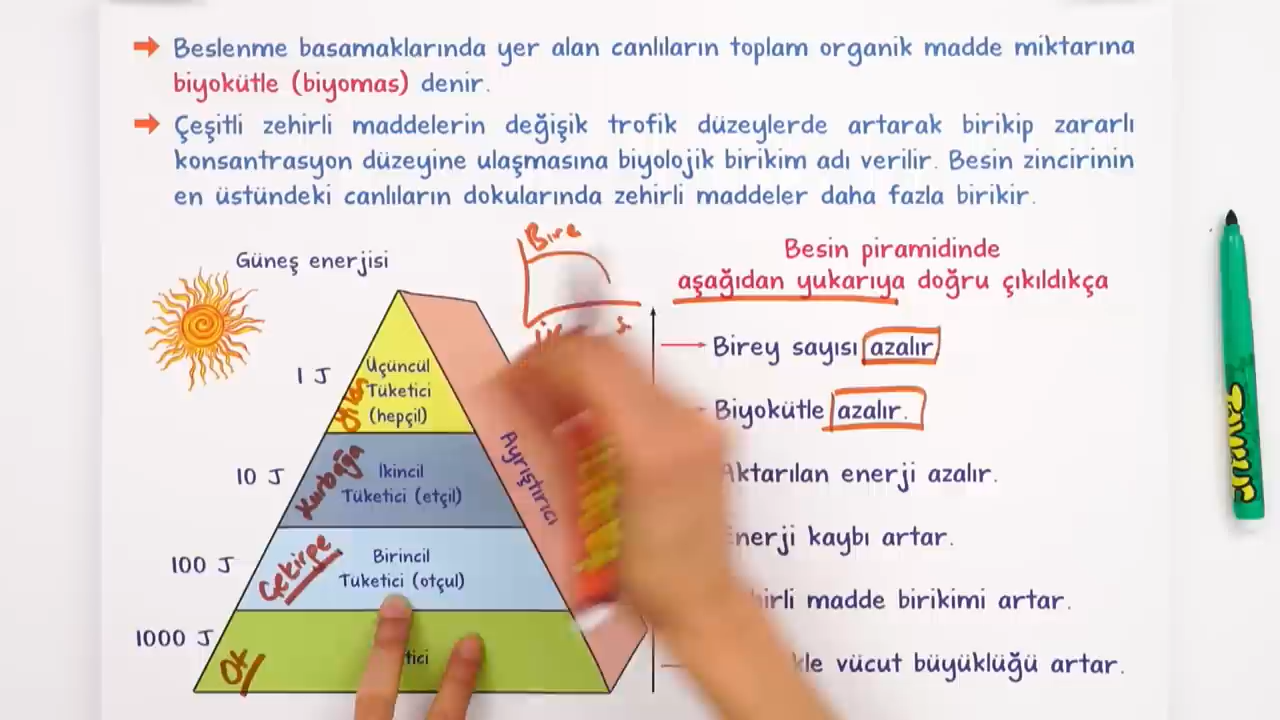 Beslenme basamaklarında yer alan canlıların toplam organik madde miktarına
biyokütle (biyomas) denir.
Çeşitli zehirli maddelerin değişik trofik düzeylerde artarak birikip zararlı
konsantrasyon düzeyine ulaşmasına biyolojik birikim adı verilir. Besin zincirinin
en üstündeki canlıların dokularında zehirli maddeler daha fazla birikir.
Güneş enerjisi
1 J
Üçüncül
Tüketici
(hepçil)
10 J
Kurbağa
İkincil
Tüketici (etçil)
100 J
Çekirge
Birincil
Tüketici (otçul)
1000 J
Ot
Ayrıştırıcı
Bire
Besin piramidinde
aşağıdan yukarıya doğru çıkıldıkça
Birey sayısı azalır
Biyokütle azalır.
Aktarılan enerji azalır.
kaybı artar.
madde birikimi artar.
vücut büyüklüğü artar.